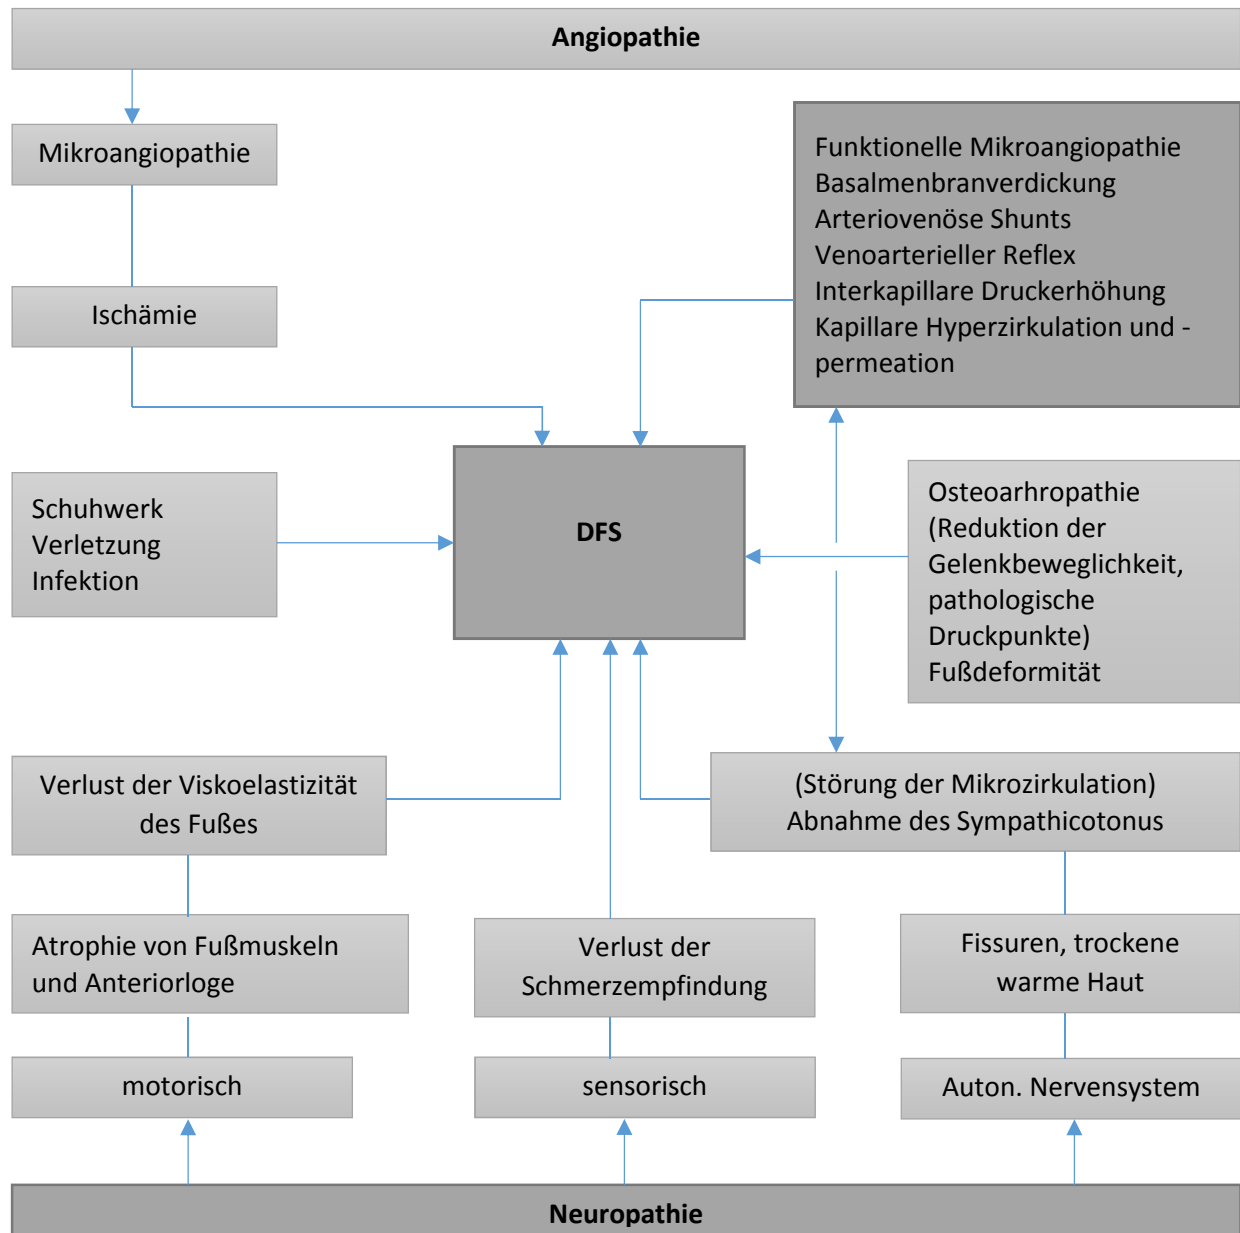 Angiopathie
Mikroangiopathie
Funktionelle Mikroangiopathie
Basalmenbranverdickung
Arteriovenöse Shunts
Venoarterieller Reflex
Interkapillare Druckerhöhung
Kapillare Hyperzirkulation und -
permeation
Ischämie
Schuhwerk
Verletzung
Infektion
DFS
Osteoarhropathie
(Reduktion der
Gelenkbeweglichkeit,
pathologische
Druckpunkte)
Fußdeformität
Verlust der Viskoelastizität
des Fußes
(Störung der Mikrozirkulation)
Abnahme des Sympathicotonus
Atrophie von Fußmuskeln
und Anteriorloge
Verlust der
Schmerzempfindung
Fissuren, trockene
warme Haut
motorisch
sensorisch
Auton. Nervensystem
Neuropathie